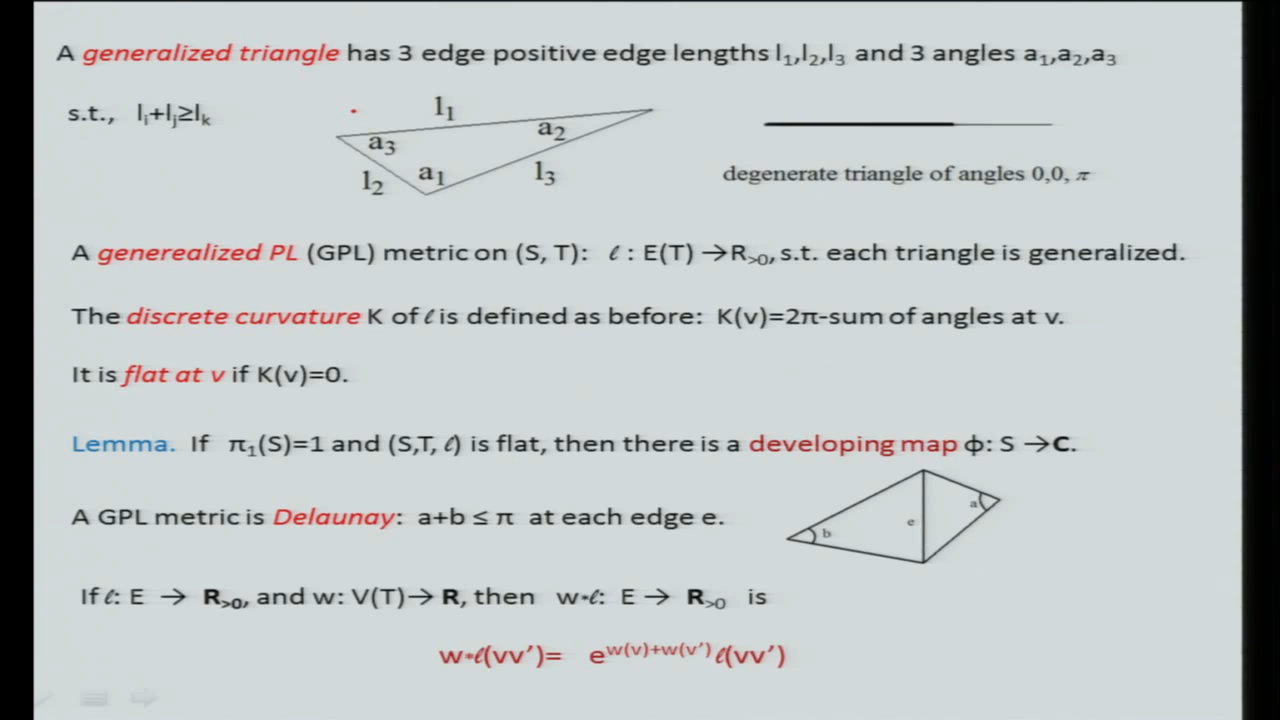 A generalized triangle has 3 edge positive edge lengths l₁,l₂,l₃ and 3 angles a₁,a₂,a₃
s.t., lᵢ+lⱼ≥lₖ
l₁
a₃
a₂
l₂
a₁
l₃
degenerate triangle of angles 0,0, π
A generealized PL (GPL) metric on (S, T): ℓ : E(T) →R>0, s.t. each triangle is generalized.
The discrete curvature K of ℓ is defined as before: K(v)=2π-sum of angles at v.
It is flat at v if K(v)=0.
Lemma. If π₁(S)=1 and (S,T, ℓ) is flat, then there is a developing map ϕ: S →C.
A GPL metric is Delaunay: a+b ≤ π at each edge e.
b
e
a
If ℓ: E → R>0, and w: V(T)→ R, then w*ℓ: E → R>0 is
w*ℓ(vv’)= e^{w(v)+w(v’)} ℓ(vv’)